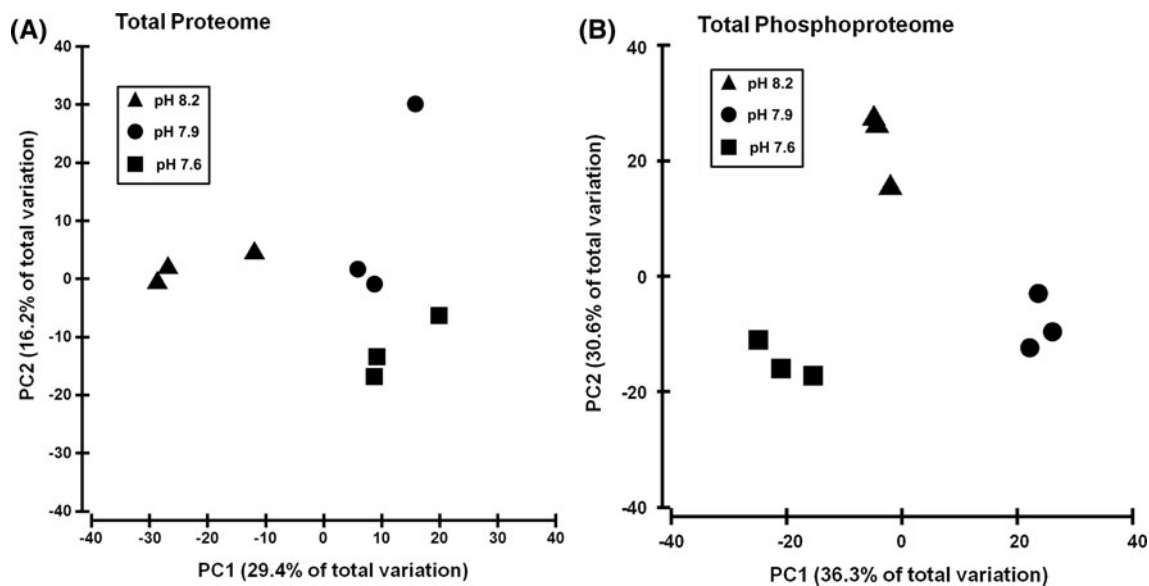 (A) Total Proteome
40
30
20
10
0
-10
-20
-30
-40
PC2 (16.2% of total variation)
pH 8.2
pH 7.9
pH 7.6
-40 -30 -20 -10 0 10 20 30 40
PC1 (29.4% of total variation)
(B) Total Phosphoproteome
40
20
0
-20
-40
PC2 (30.6% of total variation)
pH 8.2
pH 7.9
pH 7.6
-40 -20 0 20 40
PC1 (36.3% of total variation)